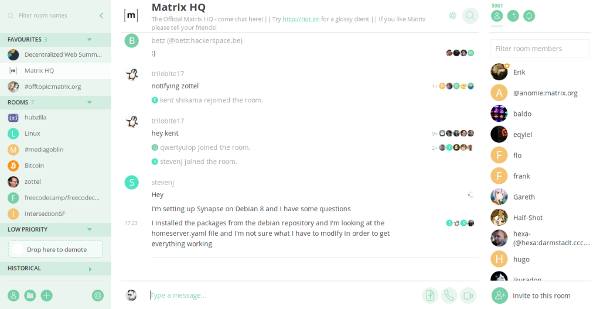 Filter room names
FAVOURITES 3
Decentralized Web Summ...
Matrix HQ
#offtopic:matrix.org
ROOMS 7
hubzilla
Linux
#mediagoblin
Bitcoin
zottel
freecodecamp/freecodec...
IntersectionSF
LOW PRIORITY
Drop here to demote
HISTORICAL
[m]
Matrix HQ
The Official Matrix HQ - come chat here! || Try http://riot.im for a glossy client || If you like Matrix
please tell your friends!
B
betz (@betz:hackerspace.be)
:)
trilobite17
notifying zottel
kent shikama rejoined the room.
trilobite17
hey kent
qwertyuiop joined the room.
stevenj joined the room.
S
stevenj
Hey
I'm setting up Synapse on Debian 8 and I have some questions
17:23
I installed the packages from the debian repository and I'm looking at the
homeserver.yaml file and I'm not sure what I have to modify in order to get
everything working
Type a message...
Filter room members
Erik
A
@anomie:matrix.org
baldo
eqyiel
F
flo
F
frank
Gareth
Half-Shot
hexa-
(@hexa:darmstadt.ccc....
H
hugo
Invite to this room